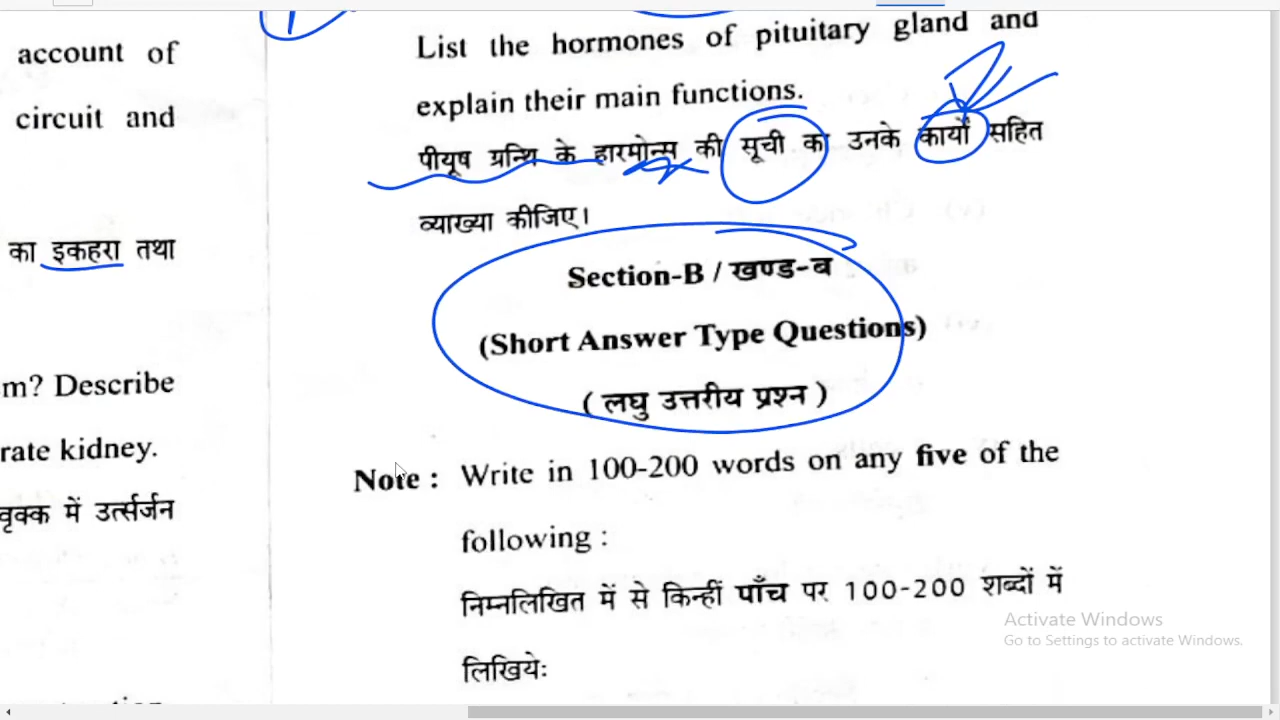 account of
circuit and
का इकहरा तथा
m? Describe
rate kidney.
वृक्क में उर्त्सर्जन
List the hormones of pituitary gland and
explain their main functions.
पीयूष ग्रन्थि के हारमोन्स की सूची का उनके कार्यों सहित
व्याख्या कीजिए।
Section-B / खण्ड-ब
(Short Answer Type Questions)
( लघु उत्तरीय प्रश्न )
Note : Write in 100-200 words on any five of the
following :
निम्नलिखित में से किन्हीं पाँच पर 100-200 शब्दों में
लिखिये:
Activate Windows
Go to Settings to activate Windows.